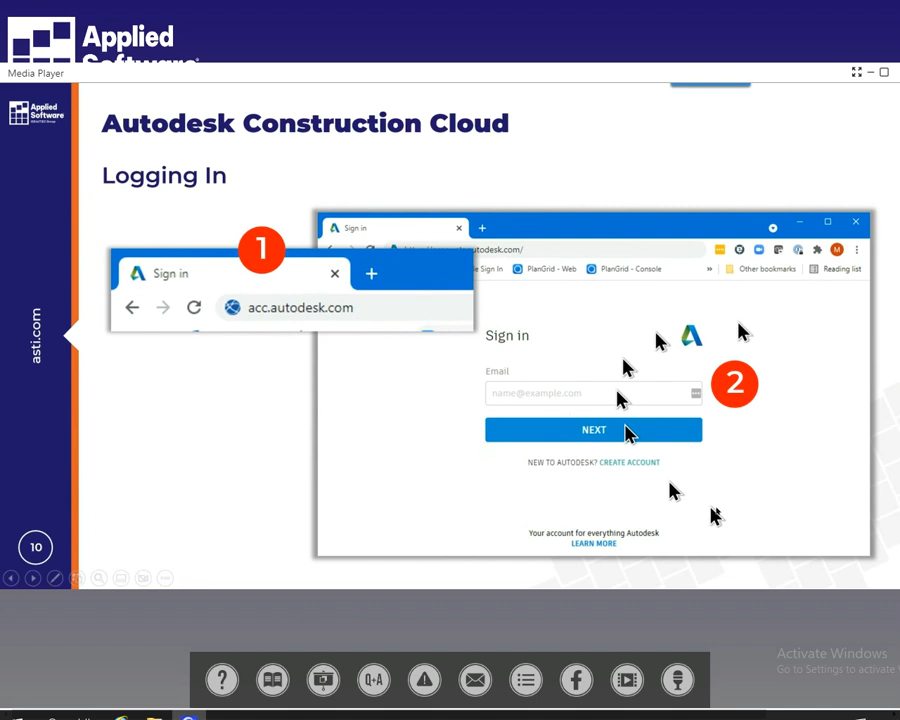 Applied
Software
Media Player
Applied
Software
Autodesk Construction Cloud
Logging In
1
Sign in
acc.autodesk.com
Sign in
utodesk.com/
le Sign In
PlanGrid - Web
PlanGrid - Console
»
Other bookmarks
Reading list
M
Sign in
Email
name@example.com
2
NEXT
NEW TO AUTODESK? CREATE ACCOUNT
Your account for everything Autodesk
LEARN MORE
asti.com
10
?
Q+A
Activate Windows
Go to Settings to activate